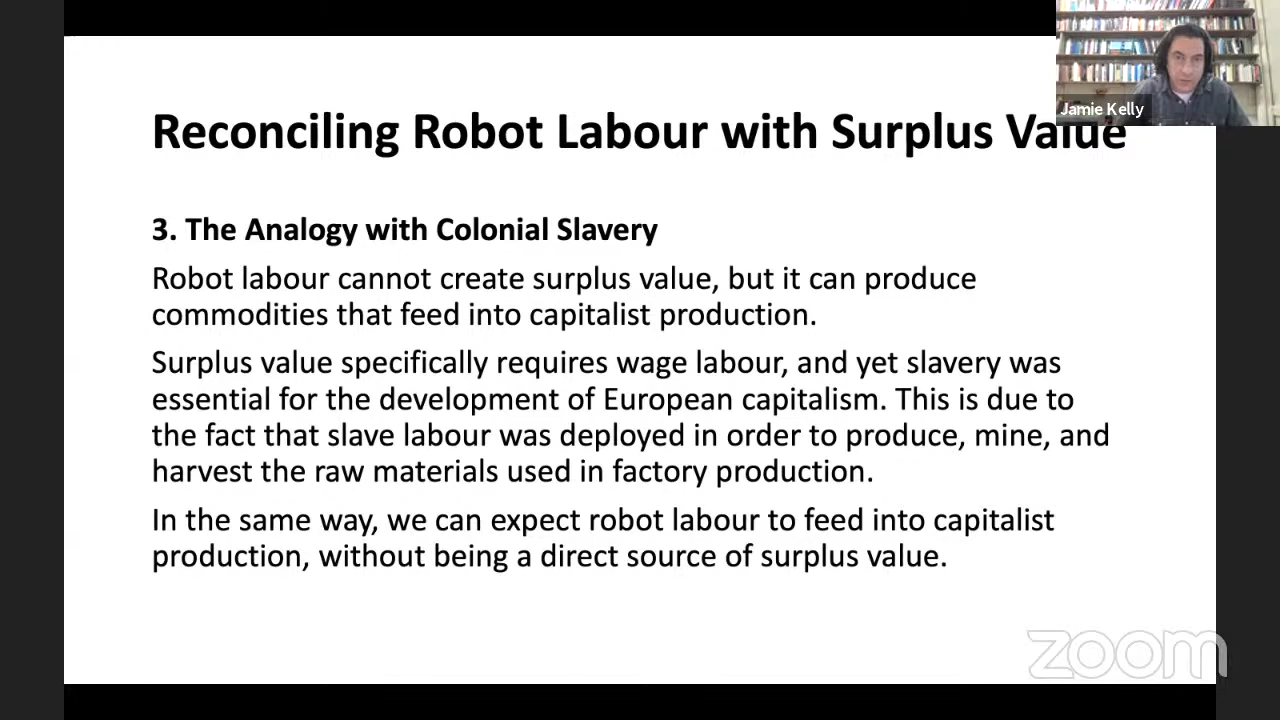 Jamie Kelly
Reconciling Robot Labour with Surplus Value
3. The Analogy with Colonial Slavery
Robot labour cannot create surplus value, but it can produce
commodities that feed into capitalist production.
Surplus value specifically requires wage labour, and yet slavery was
essential for the development of European capitalism. This is due to
the fact that slave labour was deployed in order to produce, mine, and
harvest the raw materials used in factory production.
In the same way, we can expect robot labour to feed into capitalist
production, without being a direct source of surplus value.
zoom